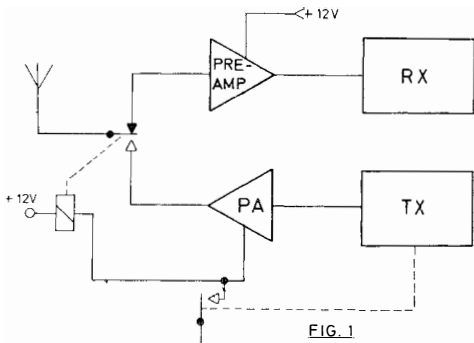 + 12V
PRE-
AMP
RX
+ 12V
PA
TX
FIG. 1